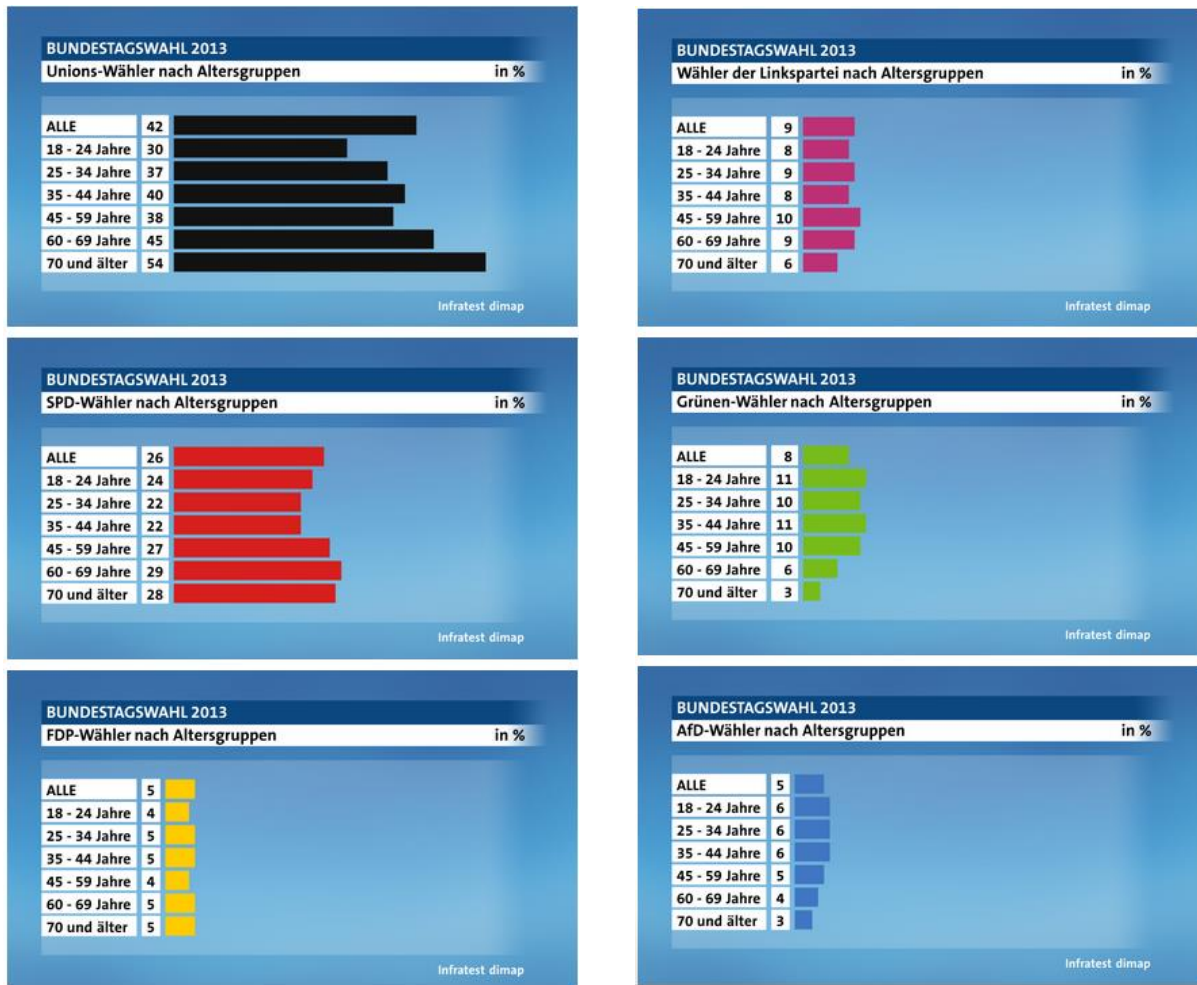 BUNDESTAGSWAHL 2013
Unions-Wähler nach Altersgruppen in %
ALLE 42
18 - 24 Jahre 30
25 - 34 Jahre 37
35 - 44 Jahre 40
45 - 59 Jahre 38
60 - 69 Jahre 45
70 und älter 54
Infratest dimap
BUNDESTAGSWAHL 2013
Wähler der Linkspartei nach Altersgruppen in %
ALLE 9
18 - 24 Jahre 8
25 - 34 Jahre 9
35 - 44 Jahre 8
45 - 59 Jahre 10
60 - 69 Jahre 9
70 und älter 6
Infratest dimap
BUNDESTAGSWAHL 2013
SPD-Wähler nach Altersgruppen in %
ALLE 26
18 - 24 Jahre 24
25 - 34 Jahre 22
35 - 44 Jahre 22
45 - 59 Jahre 27
60 - 69 Jahre 29
70 und älter 28
Infratest dimap
BUNDESTAGSWAHL 2013
Grünen-Wähler nach Altersgruppen in %
ALLE 8
18 - 24 Jahre 11
25 - 34 Jahre 10
35 - 44 Jahre 11
45 - 59 Jahre 10
60 - 69 Jahre 6
70 und älter 3
Infratest dimap
BUNDESTAGSWAHL 2013
FDP-Wähler nach Altersgruppen in %
ALLE 5
18 - 24 Jahre 4
25 - 34 Jahre 5
35 - 44 Jahre 5
45 - 59 Jahre 4
60 - 69 Jahre 5
70 und älter 5
Infratest dimap
BUNDESTAGSWAHL 2013
AfD-Wähler nach Altersgruppen in %
ALLE 5
18 - 24 Jahre 6
25 - 34 Jahre 6
35 - 44 Jahre 6
45 - 59 Jahre 5
60 - 69 Jahre 4
70 und älter 3
Infratest dimap